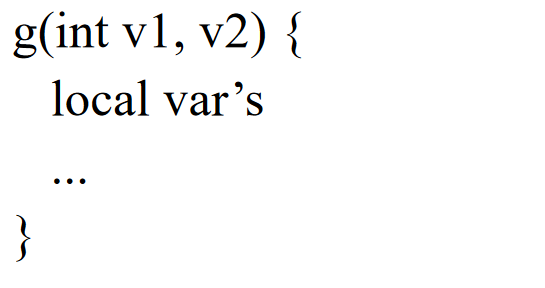 g(int v1, v2) {
local var’s
...
}